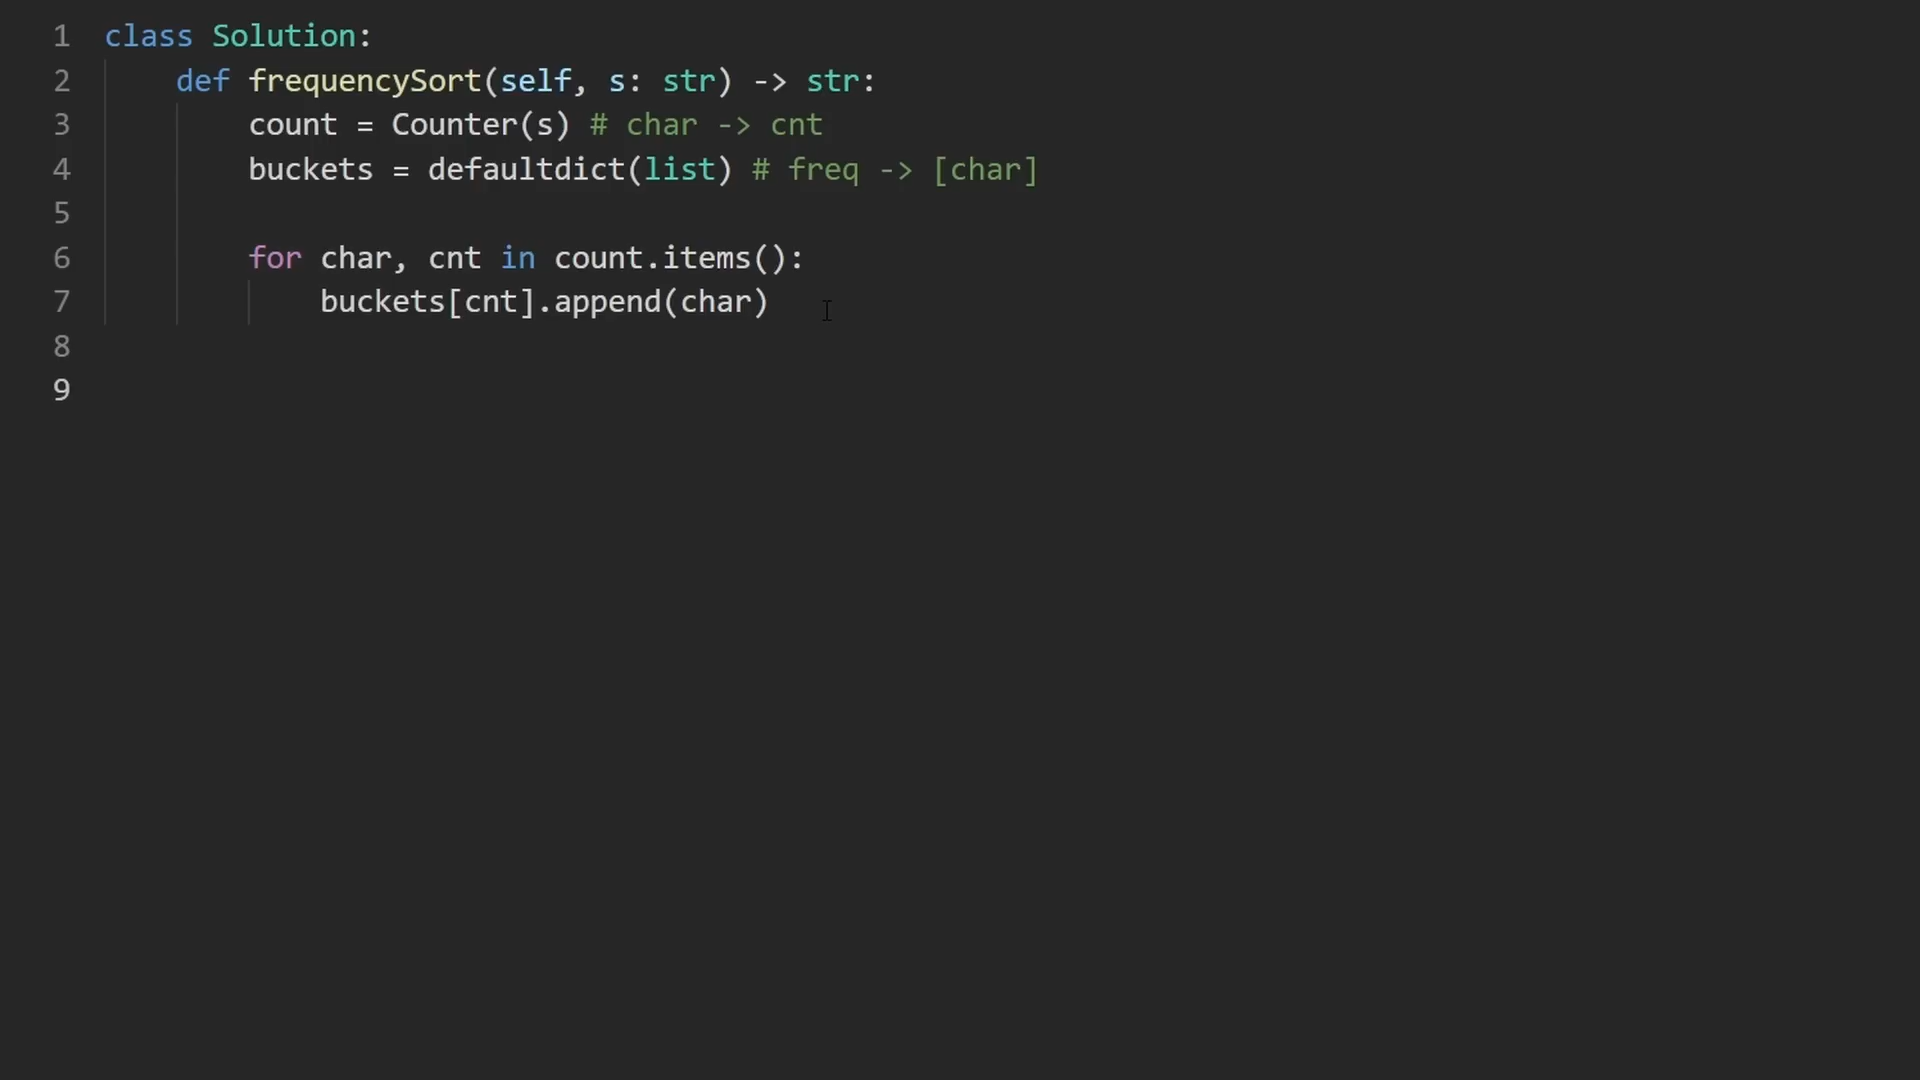 1 class Solution:
2 def frequencySort(self, s: str) -> str:
3 count = Counter(s) # char -> cnt
4 buckets = defaultdict(list) # freq -> [char]
5
6 for char, cnt in count.items():
7 buckets[cnt].append(char)
8
9